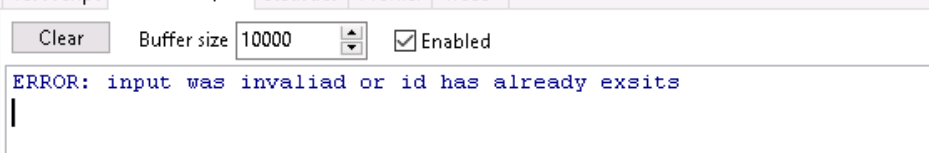 Clear Buffer size 10000 Enabled
ERROR: input was invaliad or id has already exsits